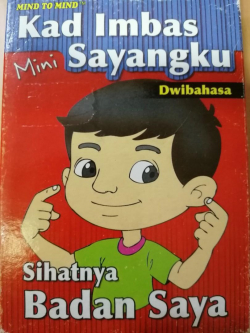 MIND TO MIND
Kad Imbas
Mini Sayangku
Dwibahasa
Sihatnya
Badan Saya